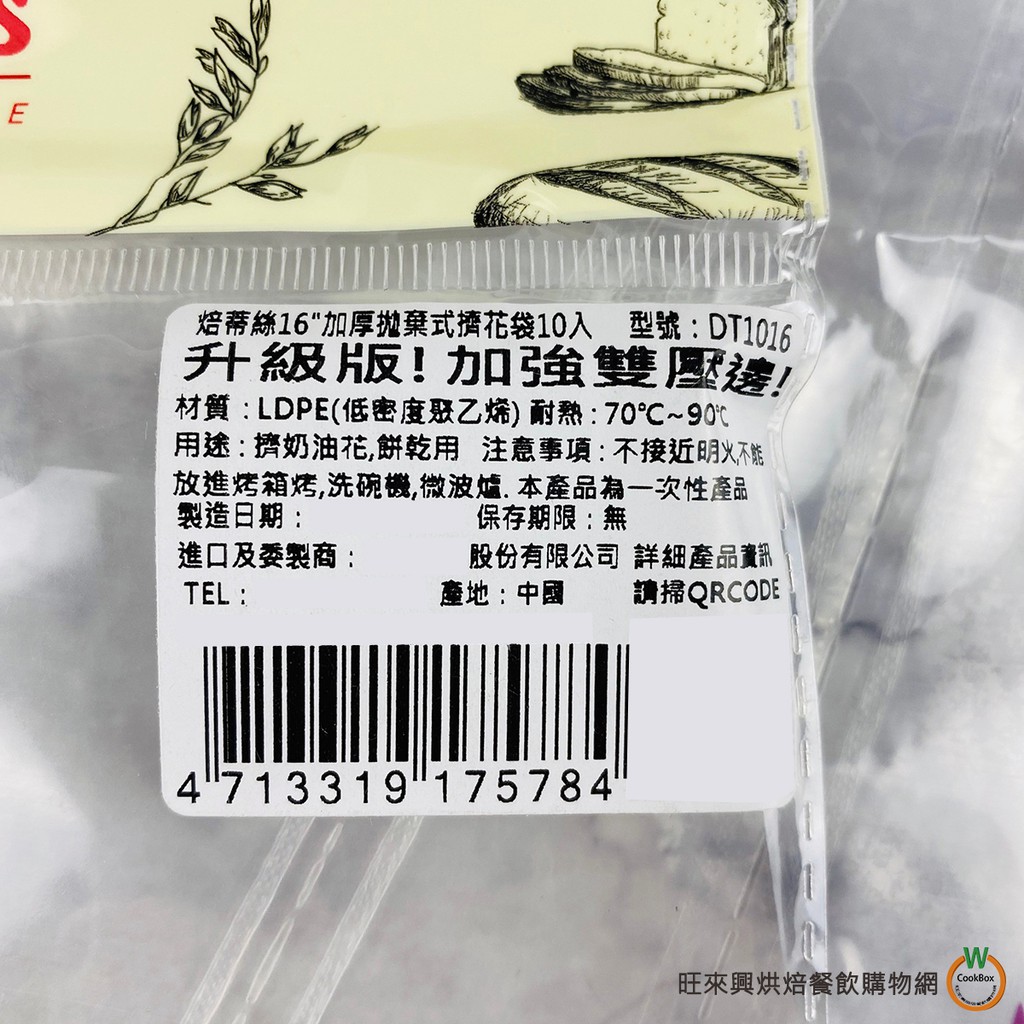 S
E
焙蒂絲16"加厚拋棄式擠花袋10入 型號：DT1016
升級版！加強雙壓邊！
材質：LDPE(低密度聚乙烯) 耐熱：70℃~90℃
用途：擠奶油花,餅乾用 注意事項：不接近明火,不能
放進烤箱烤,洗碗機,微波爐.本產品為一次性產品
製造日期： 保存期限：無
進口及委製商： 股份有限公司 詳細產品資訊
TEL： 產地：中國 請掃QRCODE
4 713319 175784
旺來興烘焙餐飲購物網
W
CookBox